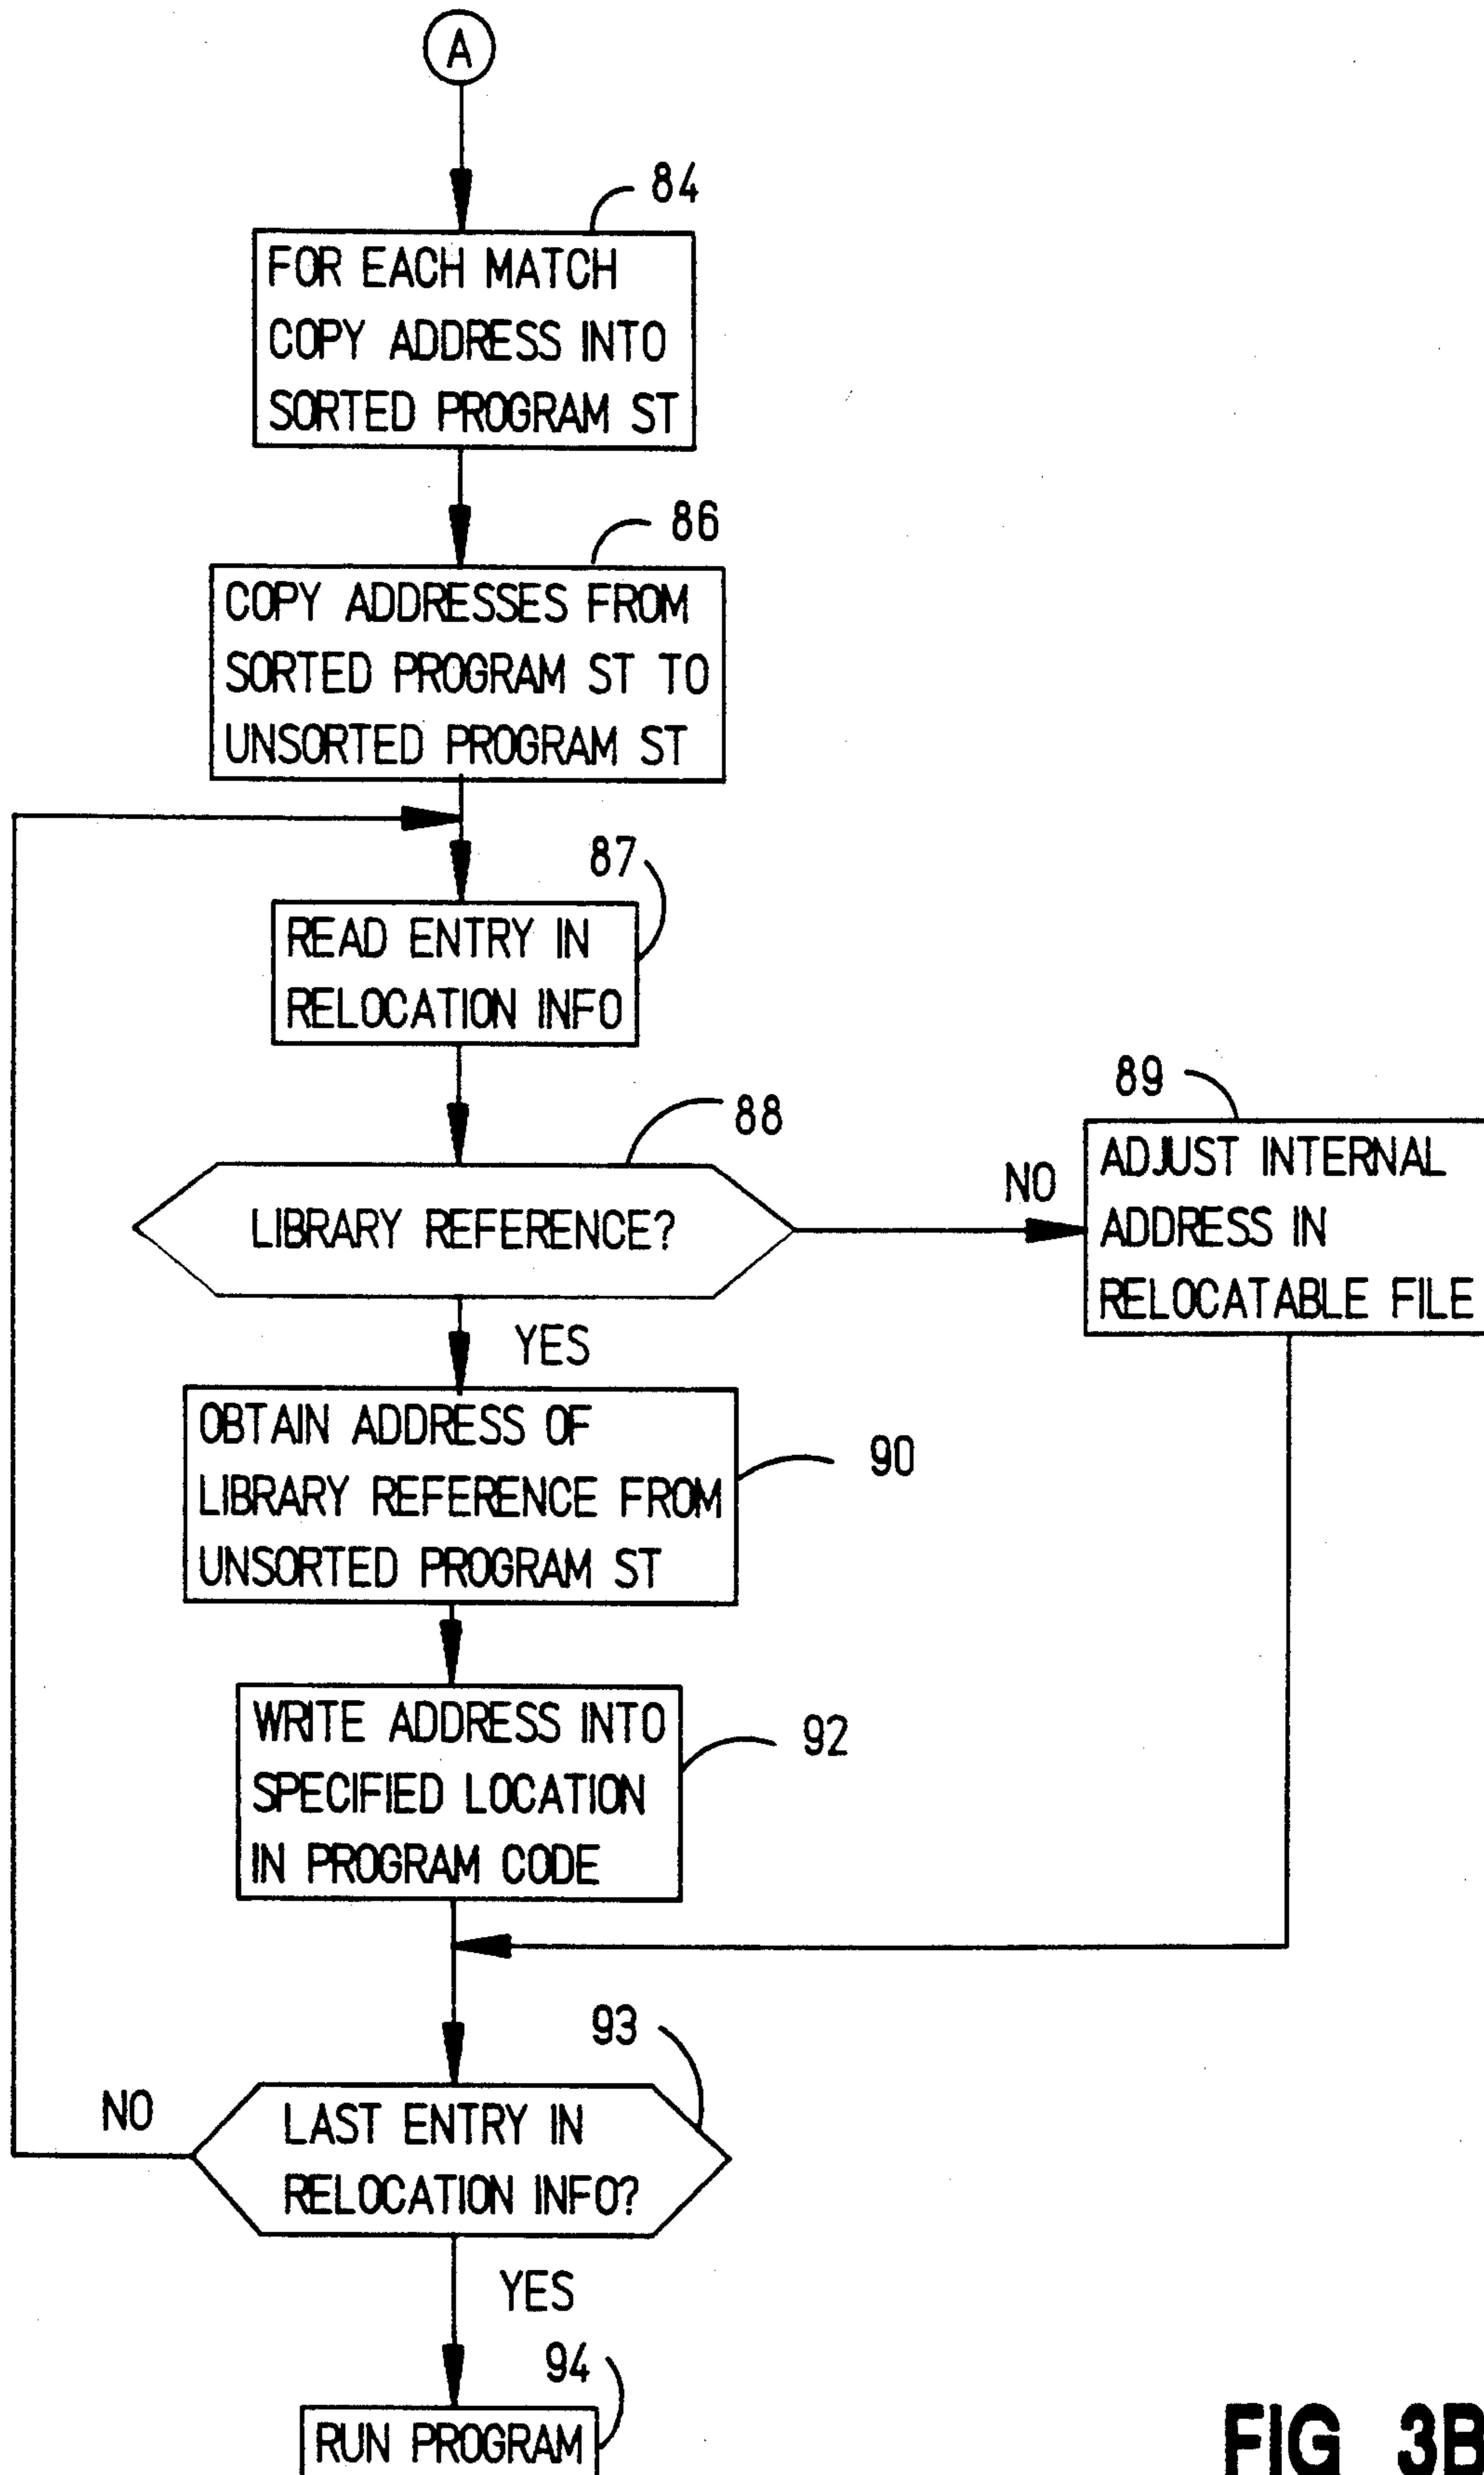 A
84
FOR EACH MATCH
COPY ADDRESS INTO
SORTED PROGRAM ST
86
COPY ADDRESSES FROM
SORTED PROGRAM ST TO
UNSORTED PROGRAM ST
87
READ ENTRY IN
RELOCATION INFO
88
LIBRARY REFERENCE?
NO
89
ADJUST INTERNAL
ADDRESS IN
RELOCATABLE FILE
YES
OBTAIN ADDRESS OF
LIBRARY REFERENCE FROM
UNSORTED PROGRAM ST
90
WRITE ADDRESS INTO
SPECIFIED LOCATION
IN PROGRAM CODE
92
93
NO
LAST ENTRY IN
RELOCATION INFO?
YES
94
RUN PROGRAM
FIG 3B